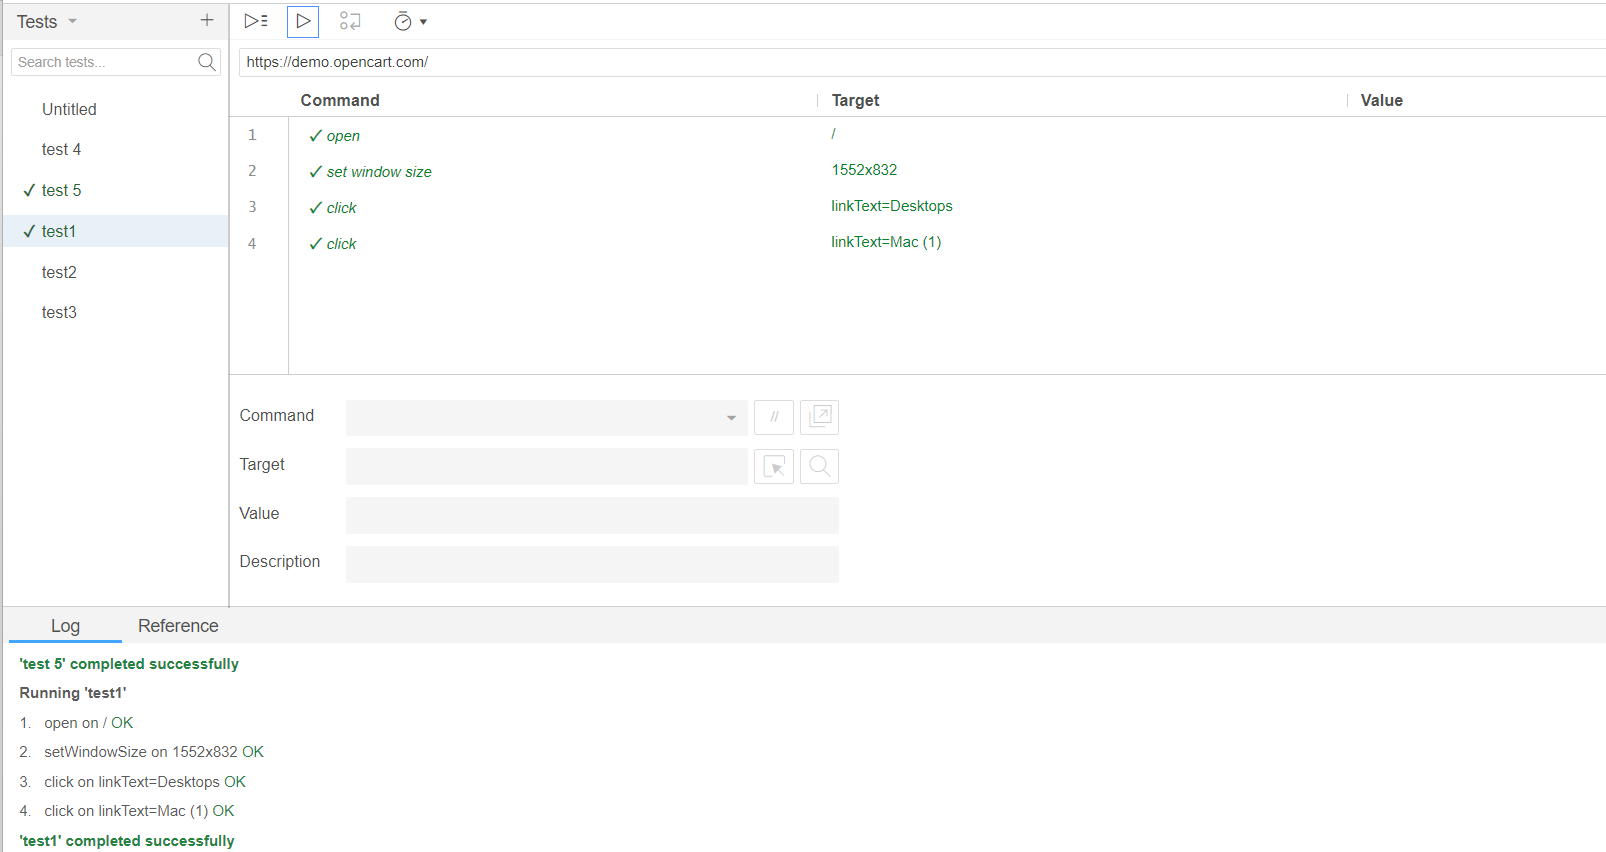 Tests
Search tests...
https://demo.opencart.com/
Untitled
test 4
✓ test 5
✓ test1
test2
test3
Command Target Value
1 ✓ open /
2 ✓ set window size 1552x832
3 ✓ click linkText=Desktops
4 ✓ click linkText=Mac (1)
Command //
Target
Value
Description
Log Reference
'test 5' completed successfully
Running 'test1'
1. open on / OK
2. setWindowSize on 1552x832 OK
3. click on linkText=Desktops OK
4. click on linkText=Mac (1) OK
'test1' completed successfully